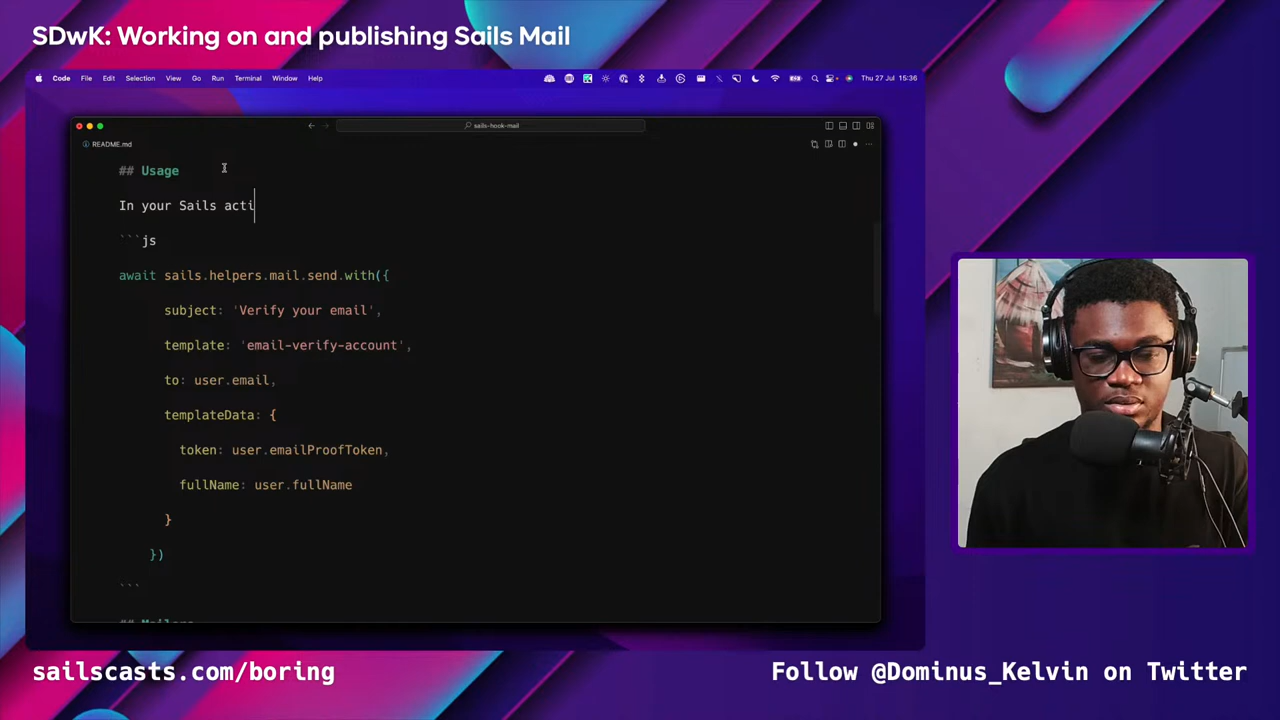 SDwK: Working on and publishing Sails Mail
Code File Edit Selection View Go Run Terminal Window Help Thu 27 Jul 15:36
sails-hook-mail
README.md
## Usage
In your Sails acti
```js
await sails.helpers.mail.send.with({
subject: 'Verify your email',
template: 'email-verify-account',
to: user.email,
templateData: {
token: user.emailProofToken,
fullName: user.fullName
}
})
```
## Mailers
sailscasts.com/boring
Follow @Dominus_Kelvin on Twitter